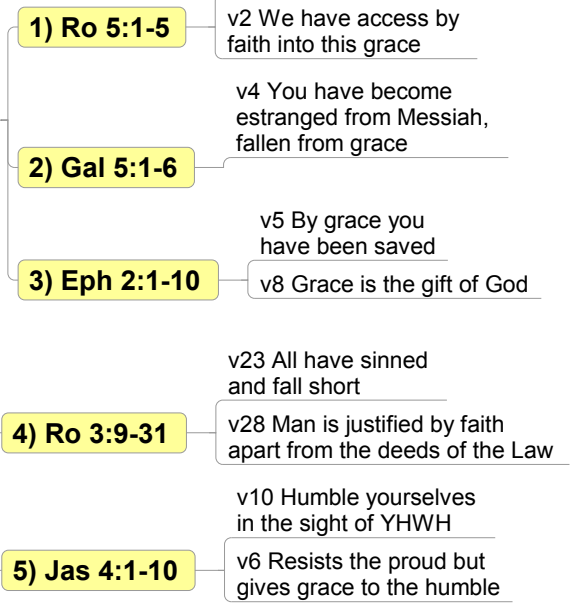 1) Ro 5:1-5
v2 We have access by
faith into this grace
2) Gal 5:1-6
v4 You have become
estranged from Messiah,
fallen from grace
3) Eph 2:1-10
v5 By grace you
have been saved
v8 Grace is the gift of God
4) Ro 3:9-31
v23 All have sinned
and fall short
v28 Man is justified by faith
apart from the deeds of the Law
5) Jas 4:1-10
v10 Humble yourselves
in the sight of YHWH
v6 Resists the proud but
gives grace to the humble